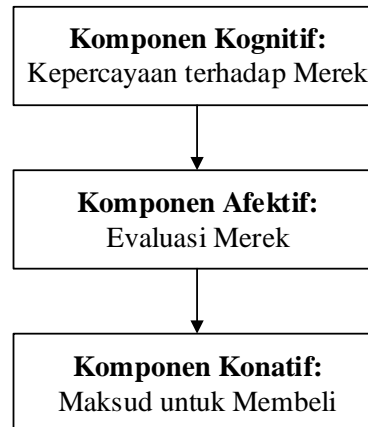 Komponen Kognitif:
Kepercayaan terhadap Merek
Komponen Afektif:
Evaluasi Merek
Komponen Konatif:
Maksud untuk Membeli